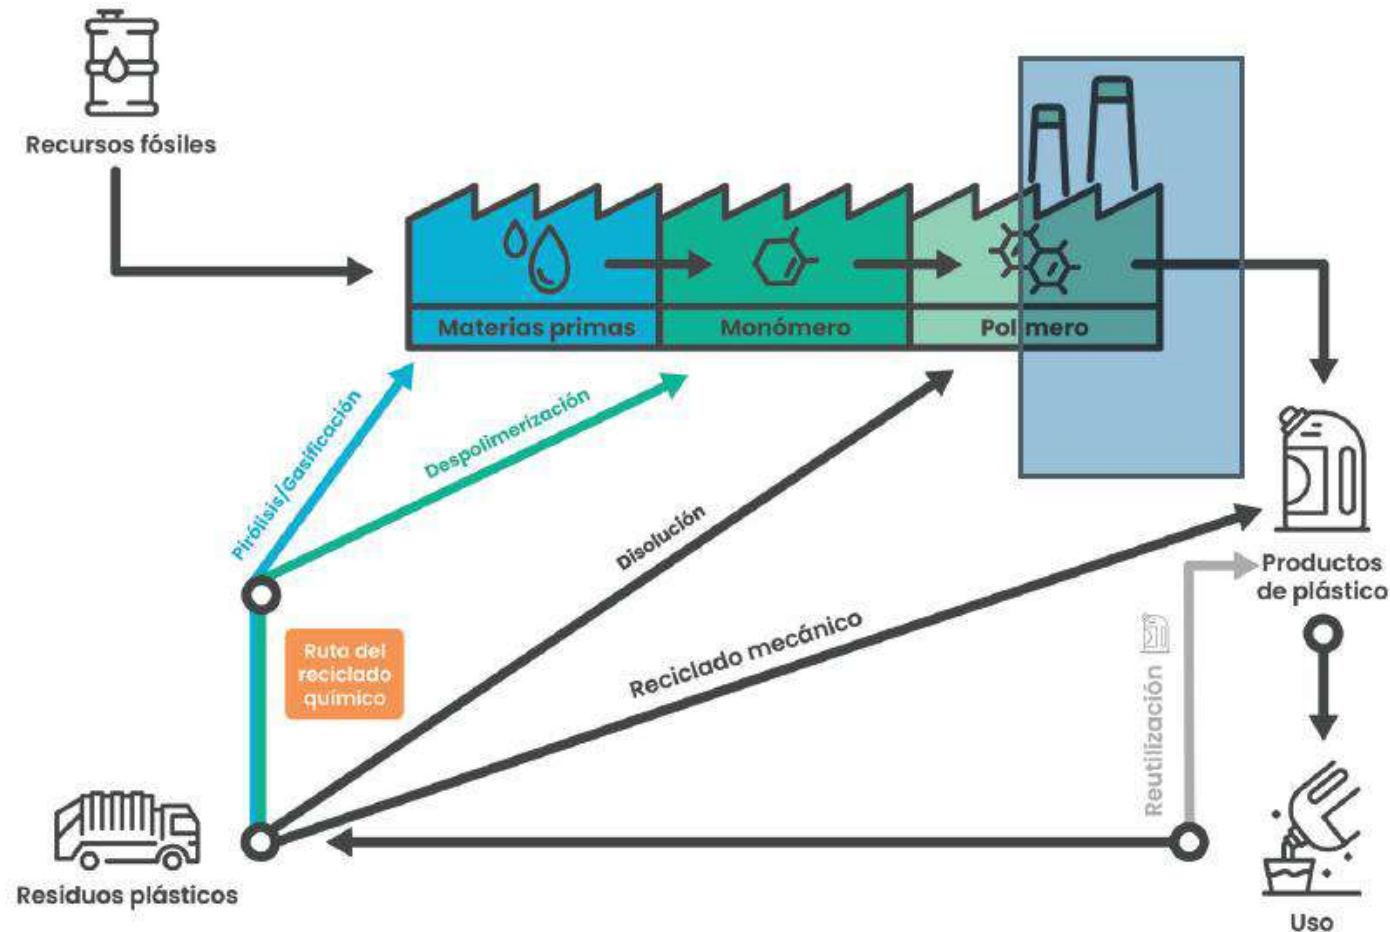 Recursos fósiles
Materias primas
Monómero
Polímero
Pirólisis/Gasificación
Despolimerización
Disolución
Reciclado mecánico
Ruta del
reciclado
químico
Reutilización
Productos
de plástico
Residuos plásticos
Uso